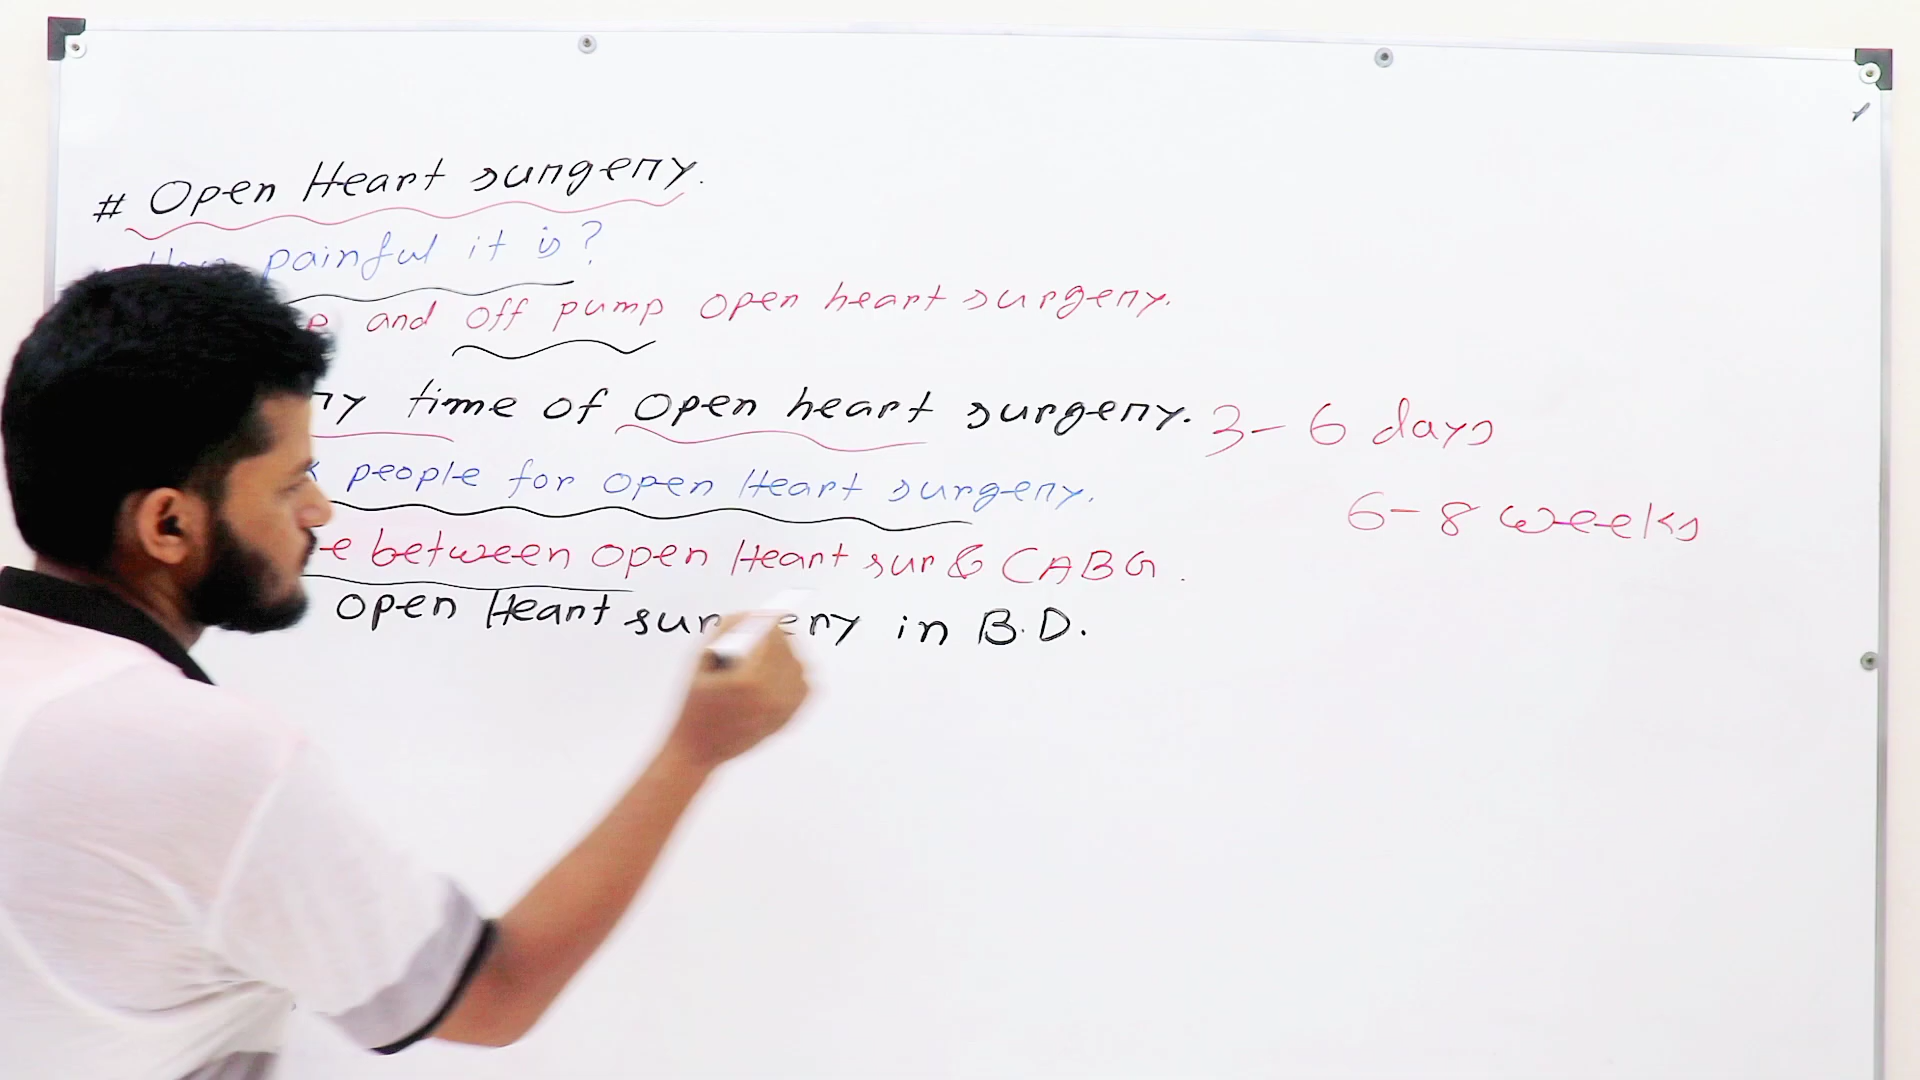 # Open Heart surgery.
painful it is?
and off pump open heart surgery.
time of open heart surgery. 3-6 days
people for open Heart surgery.
6-8 weeks
between open Heart sur & CABG.
open Heart surgery in B.D.